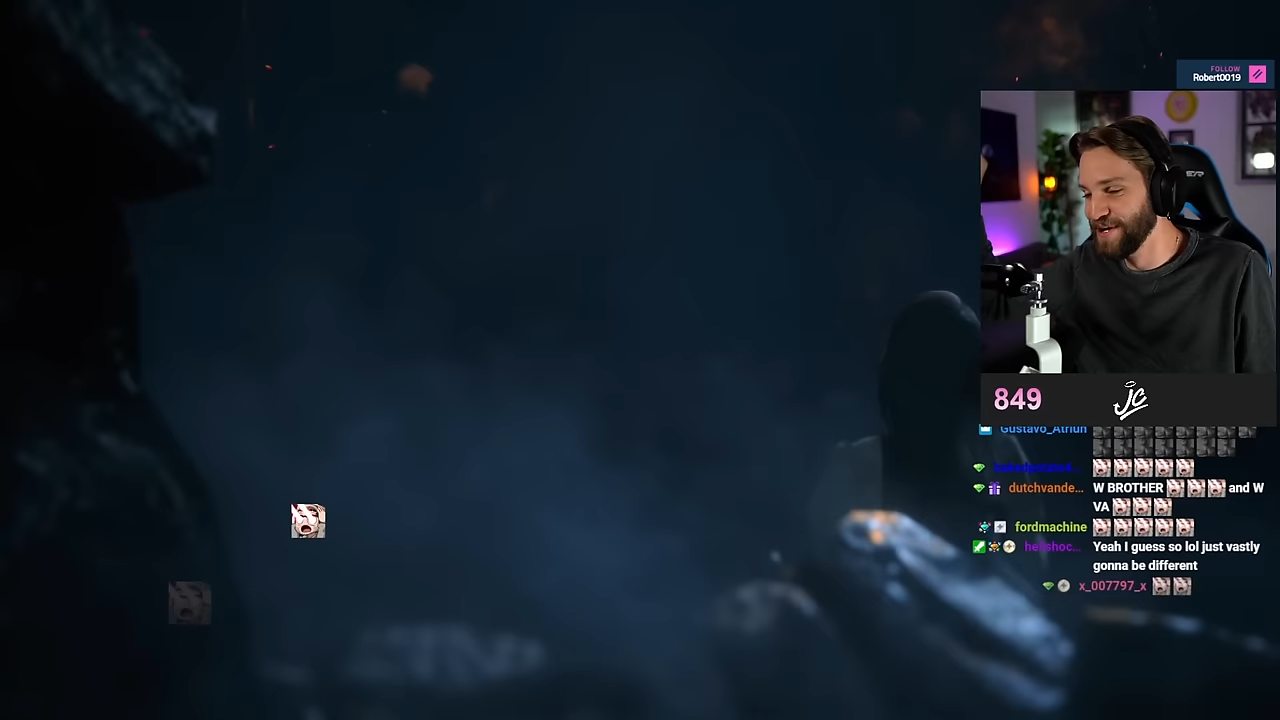 FOLLOW
Robert0019
849
jc
Gustavo_Atriun
dutchvande... W BROTHER and W
VA
fordmachine
Yeah I guess so lol just vastly
gonna be different
x_007797_x